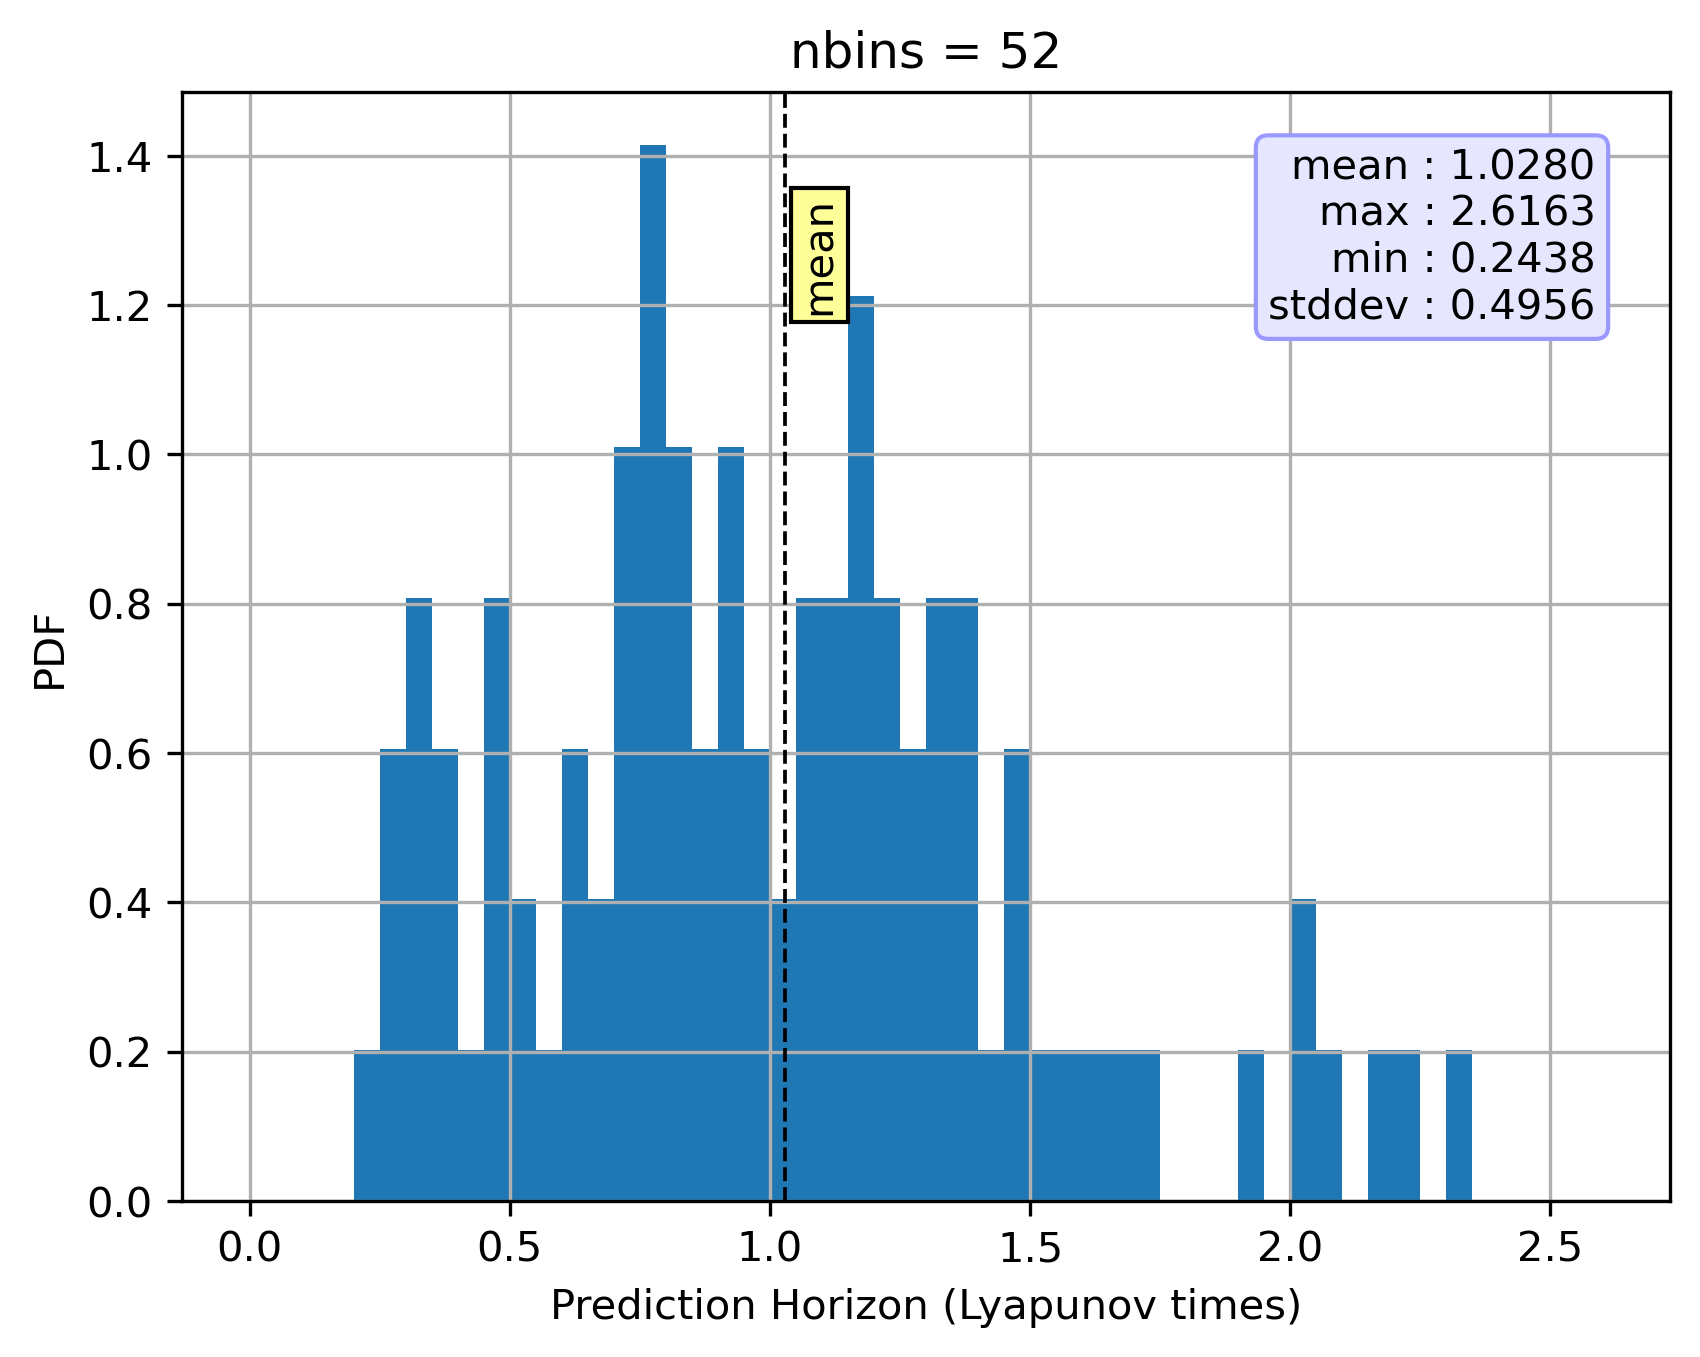 nbins = 52
mean : 1.0280
max : 2.6163
min : 0.2438
stddev : 0.4956
mean
PDF
1.4
1.2
1.0
0.8
0.6
0.4
0.2
0.0
0.0 0.5 1.0 1.5 2.0 2.5
Prediction Horizon (Lyapunov times)